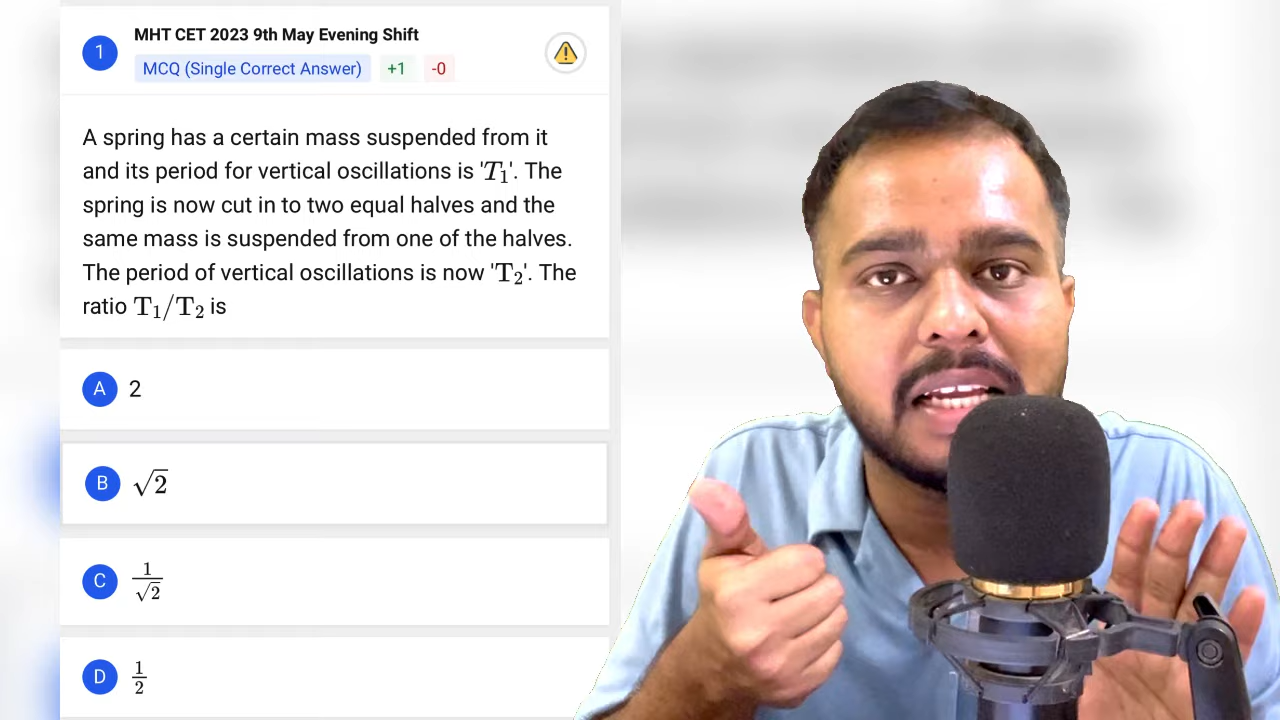 1
MHT CET 2023 9th May Evening Shift
MCQ (Single Correct Answer) +1 -0
A spring has a certain mass suspended from it
and its period for vertical oscillations is 'T₁'. The
spring is now cut in to two equal halves and the
same mass is suspended from one of the halves.
The period of vertical oscillations is now 'T₂'. The
ratio T₁/T₂ is
A 2
B √2
C 1/√2
D 1/2